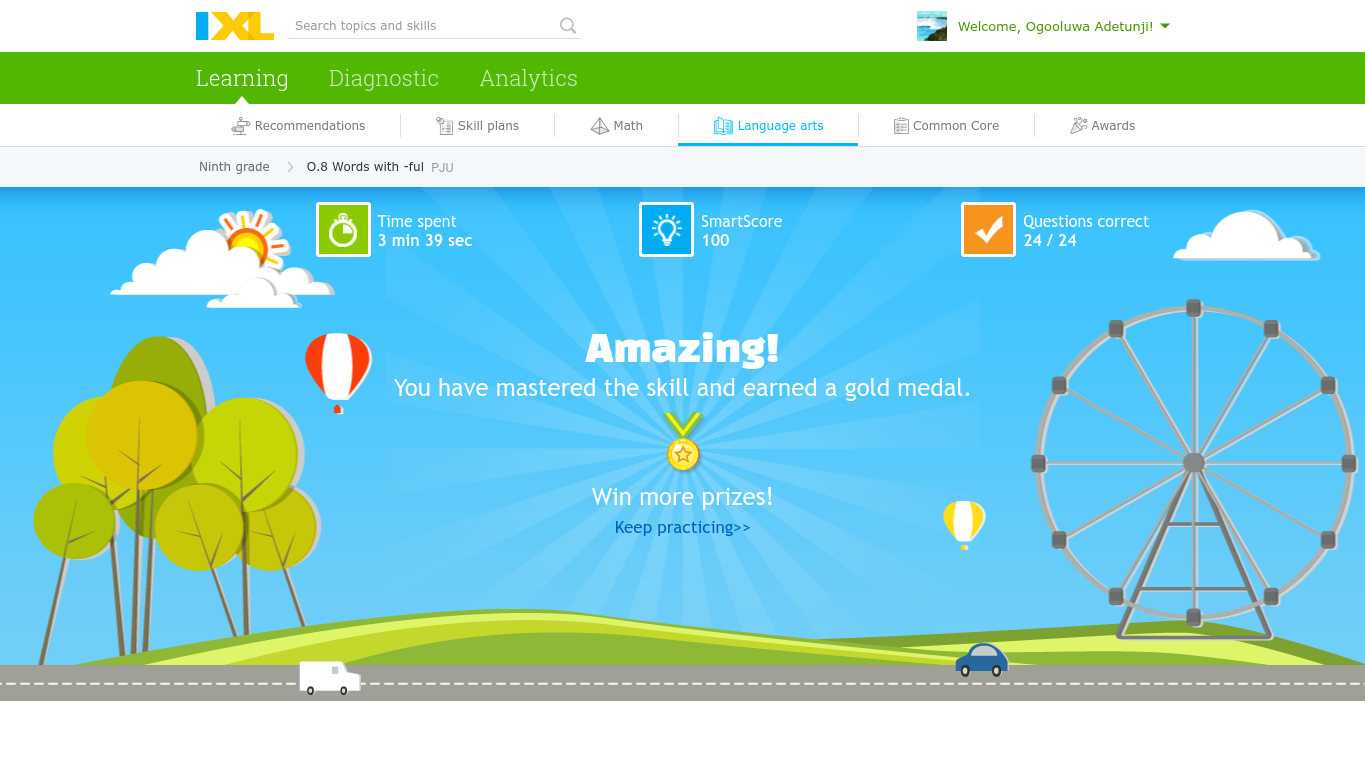 IXL
Search topics and skills
Welcome, Ogooluwa Adetunji!
Learning Diagnostic Analytics
Recommendations Skill plans Math Language arts Common Core Awards
Ninth grade O.8 Words with -ful PJU
Time spent
3 min 39 sec
SmartScore
100
Questions correct
24 / 24
Amazing!
You have mastered the skill and earned a gold medal.
Win more prizes!
Keep practicing>>